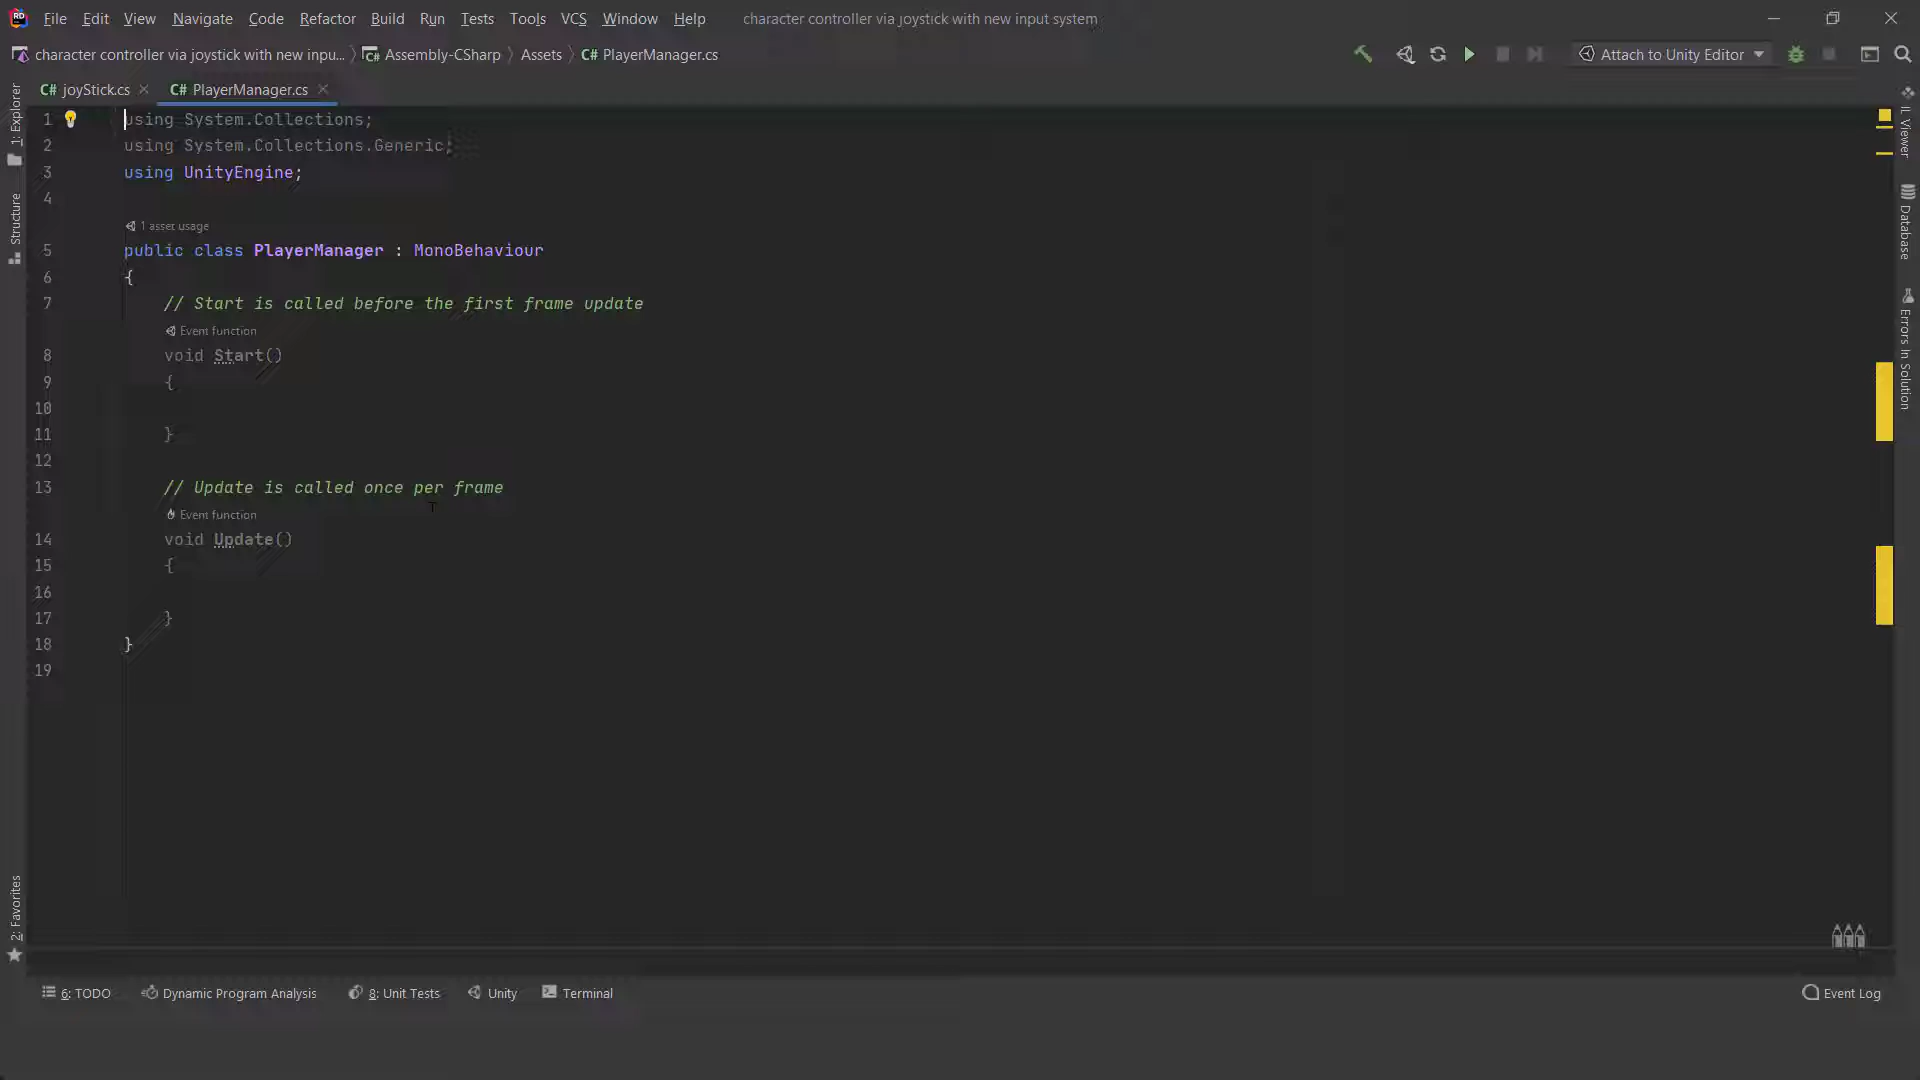 File Edit View Navigate Code Refactor Build Run Tests Tools VCS Window Help character controller via joystick with new input system
character controller via joystick with new inpu... Assembly-CSharp Assets C# PlayerManager.cs Attach to Unity Editor
C# joyStick.cs C# PlayerManager.cs
1: Explorer
Structure
2: Favorites
1 using System.Collections;
2 using System.Collections.Generic;
3 using UnityEngine;
4
1 asset usage
5 public class PlayerManager : MonoBehaviour
6 {
7 // Start is called before the first frame update
Event function
8 void Start()
9 {
10
11 }
12
13 // Update is called once per frame
Event function
14 void Update()
15 {
16
17 }
18 }
19
IL Viewer
Database
Errors In Solution
6: TODO Dynamic Program Analysis 8: Unit Tests Unity Terminal Event Log